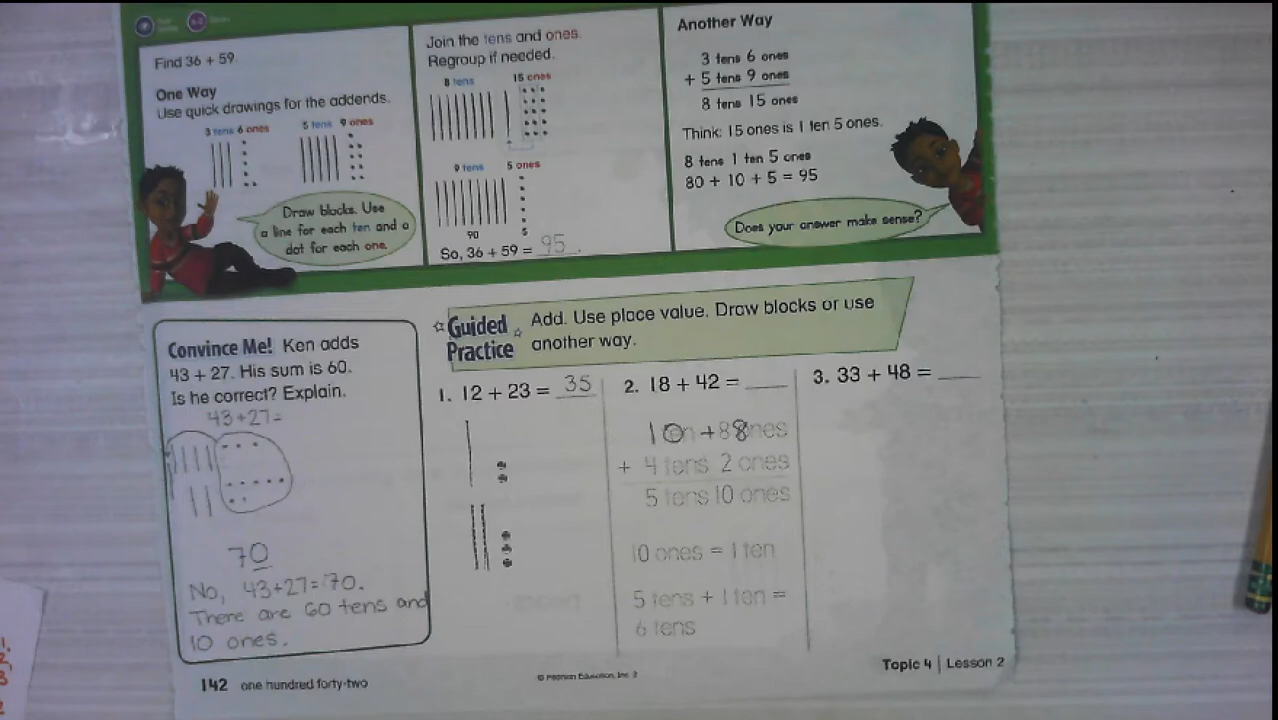 Find 36 + 59.
One Way
Use quick drawings for the addends.
3 tens 6 ones
5 tens 9 ones
Draw blocks. Use
a line for each ten and a
dot for each one.
Join the tens and ones.
Regroup if needed.
8 tens
15 ones
9 tens
5 ones
90
5
So, 36 + 59 = 95.
Another Way
3 tens 6 ones
+ 5 tens 9 ones
8 tens 15 ones
Think: 15 ones is 1 ten 5 ones.
8 tens 1 ten 5 ones
80 + 10 + 5 = 95
Does your answer make sense?
Convince Me! Ken adds
43 + 27. His sum is 60.
Is he correct? Explain.
43+27=
70
No, 43+27=70.
There are 60 tens and
10 ones.
☆ Guided ☆
Practice
Add. Use place value. Draw blocks or use
another way.
1. 12 + 23 = 35
2. 18 + 42 = ____
+ 4 tens 2 ones
5 tens 10 ones
10 ones = 1 ten
5 tens + 1 ten =
6 tens
3. 33 + 48 = ____
142 one hundred forty-two
© Pearson Education, Inc. 2
Topic 4 | Lesson 2